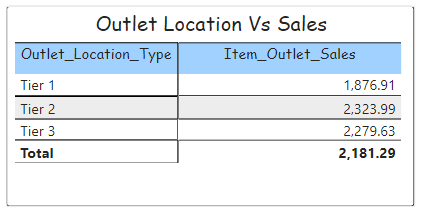 Outlet Location Vs Sales
Outlet_Location_Type Item_Outlet_Sales
Tier 1 1,876.91
Tier 2 2,323.99
Tier 3 2,279.63
Total 2,181.29